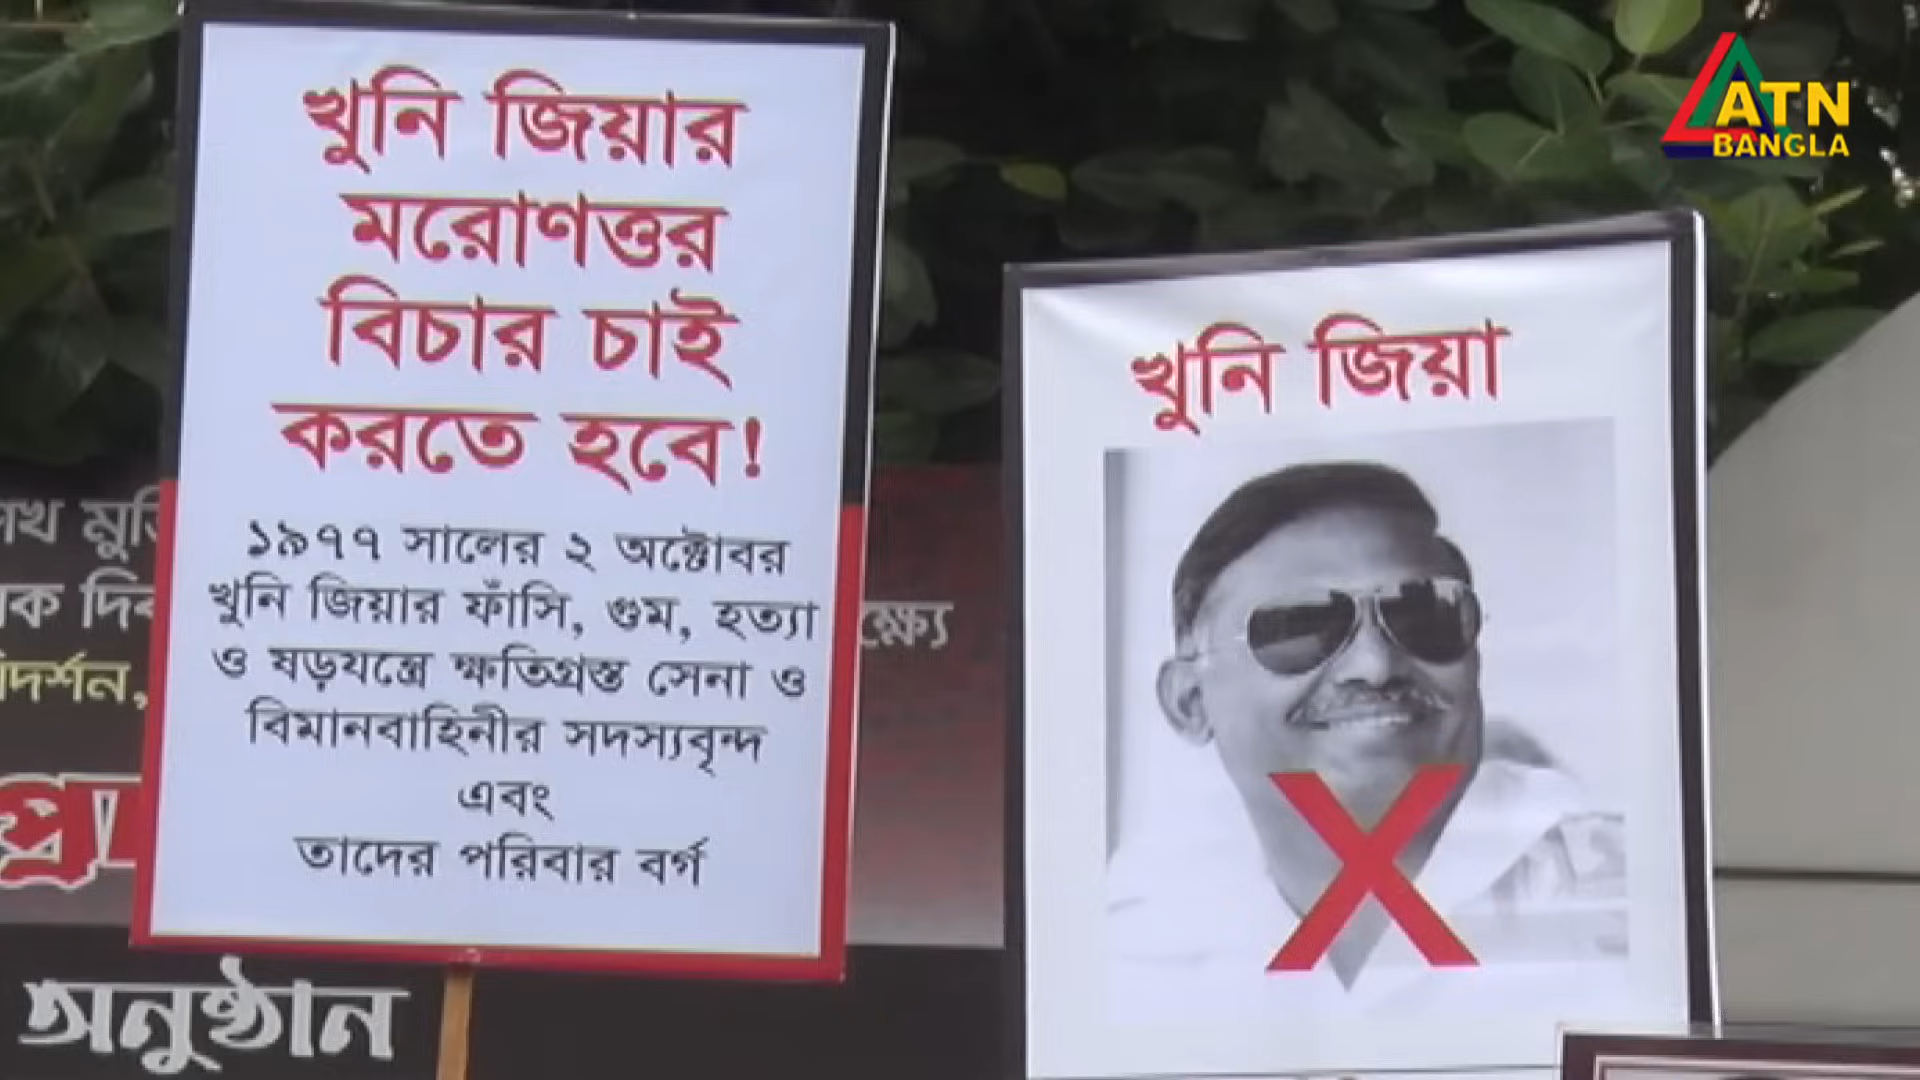 ATN
BANGLA
খুনি জিয়ার
মরোণত্তর
বিচার চাই
করতে হবে!
১৯৭৭ সালের ২ অক্টোবর
খুনি জিয়ার ফাঁসি, গুম, হত্যা
ও ষড়যন্ত্রে ক্ষতিগ্রস্ত সেনা ও
বিমানবাহিনীর সদস্যবৃন্দ
এবং
তাদের পরিবার বর্গ
খুনি জিয়া
X
অনুষ্ঠান